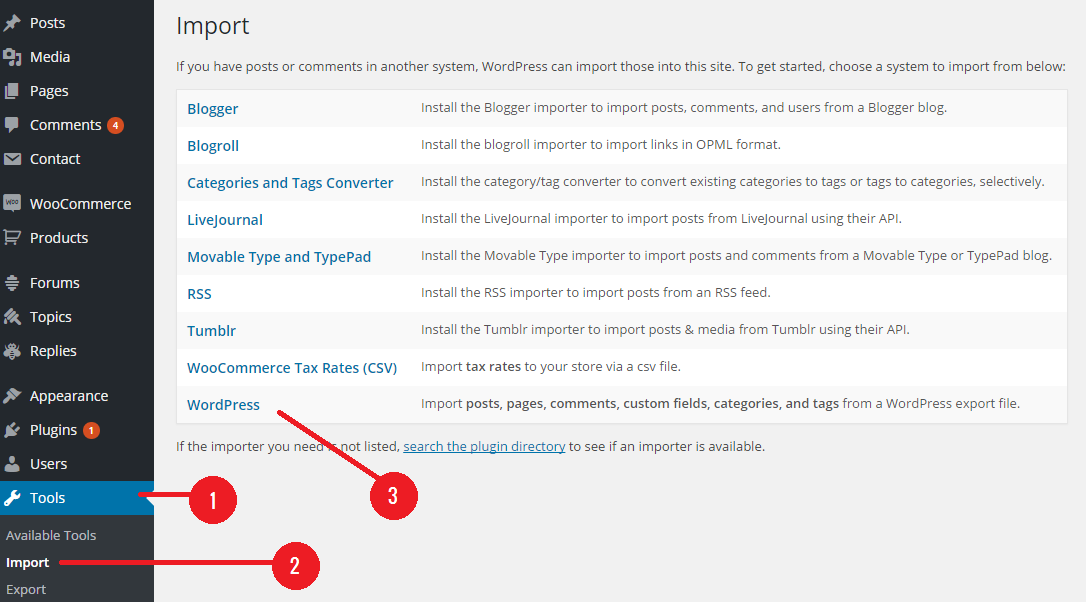 Posts
Media
Pages
Comments 4
Contact
WOO WooCommerce
Products
Forums
Topics
Replies
Appearance
Plugins 1
Users
Tools
Available Tools
Import
Export
Import
If you have posts or comments in another system, WordPress can import those into this site. To get started, choose a system to import from below:
Blogger Install the Blogger importer to import posts, comments, and users from a Blogger blog.
Blogroll Install the blogroll importer to import links in OPML format.
Categories and Tags Converter Install the category/tag converter to convert existing categories to tags or tags to categories, selectively.
LiveJournal Install the LiveJournal importer to import posts from LiveJournal using their API.
Movable Type and TypePad Install the Movable Type importer to import posts and comments from a Movable Type or TypePad blog.
RSS Install the RSS importer to import posts from an RSS feed.
Tumblr Install the Tumblr importer to import posts & media from Tumblr using their API.
WooCommerce Tax Rates (CSV) Import tax rates to your store via a csv file.
WordPress Import posts, pages, comments, custom fields, categories, and tags from a WordPress export file.
If the importer you need is not listed, search the plugin directory to see if an importer is available.
1
3
2